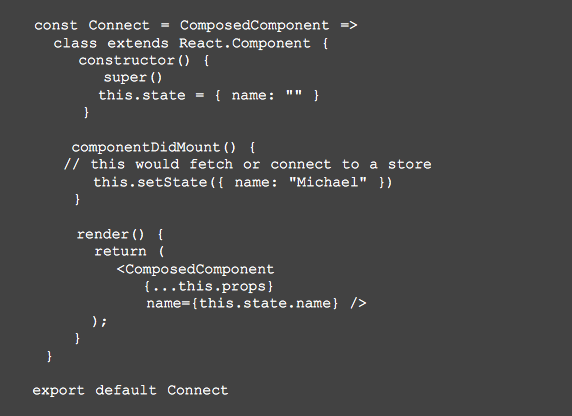 const Connect = ComposedComponent =>
class extends React.Component {
constructor() {
super()
this.state = { name: "" }
}
componentDidMount() {
// this would fetch or connect to a store
this.setState({ name: "Michael" })
}
render() {
return (
<ComposedComponent
{...this.props}
name={this.state.name} />
);
}
}
export default Connect